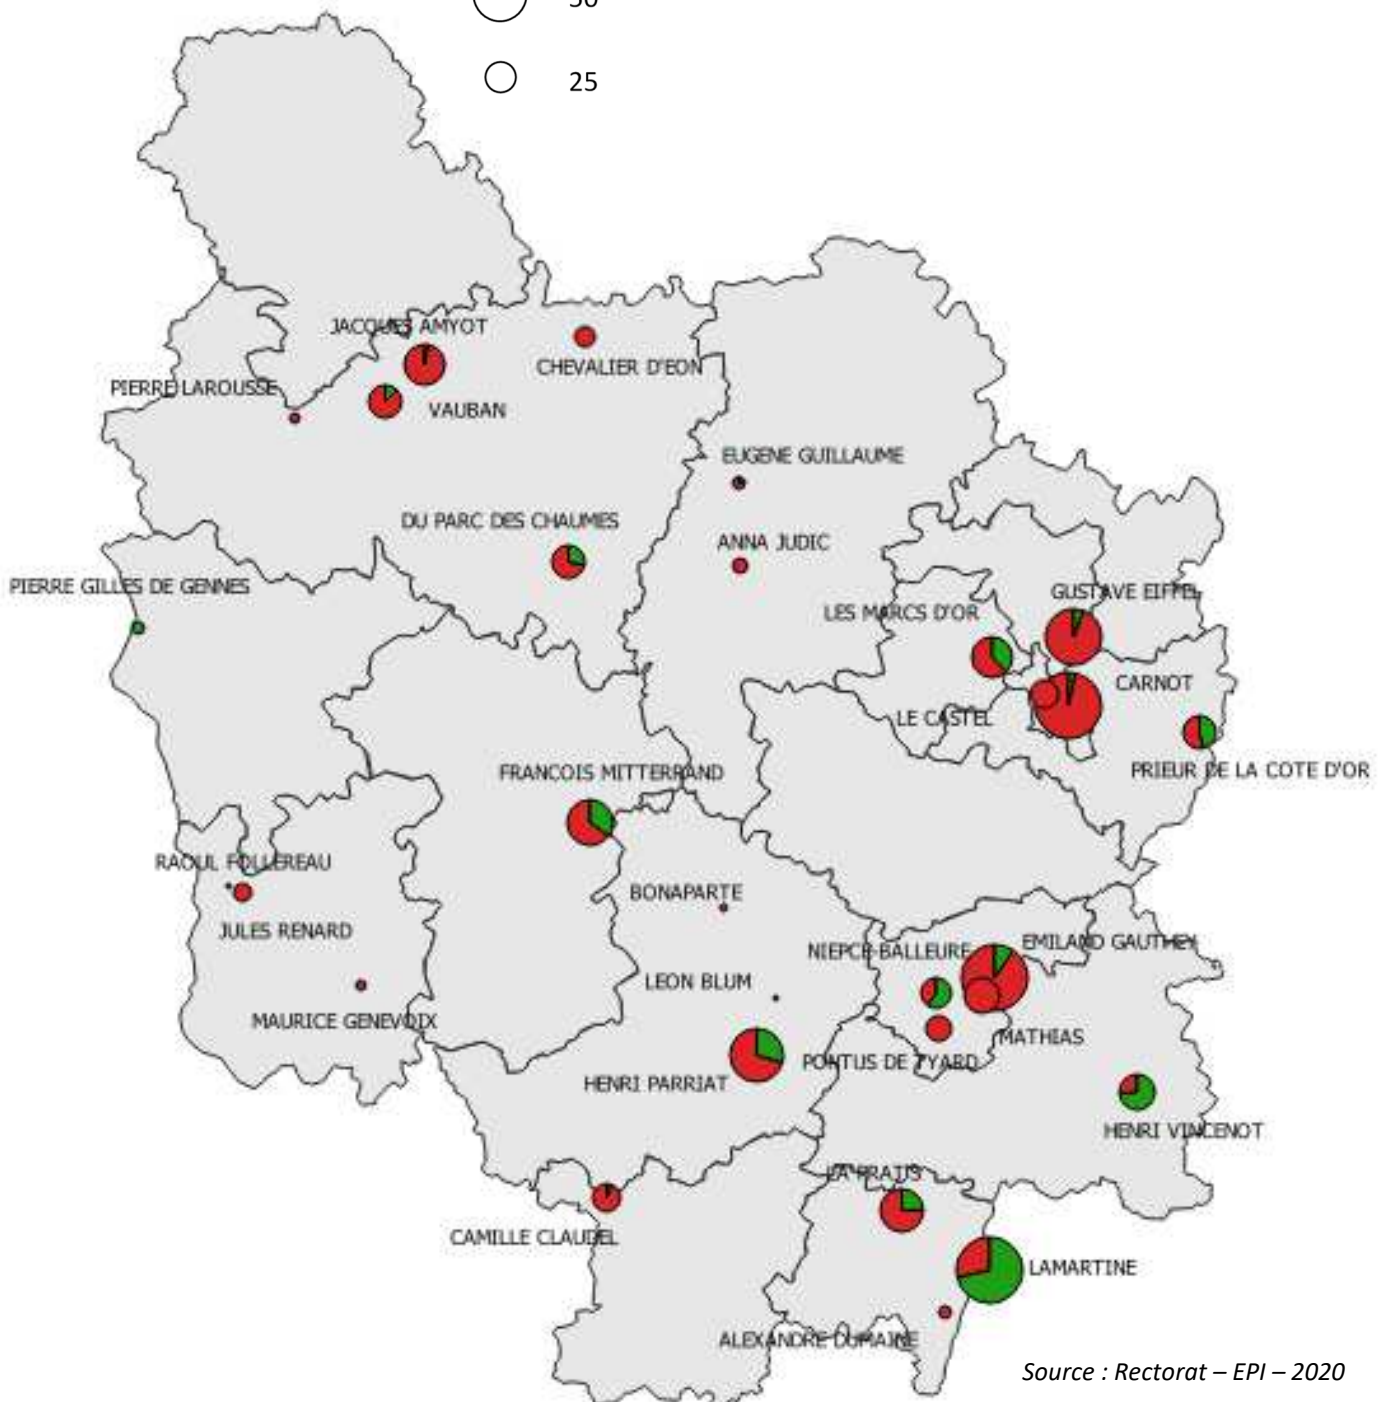 50
25
JACQUES AMYOT
CHEVALIER D'EON
PIERRE LAROUSSE
VAUBAN
EUGENE GUILLAUME
DU PARC DES CHAUMES
ANNA JUDIC
PIERRE GILLES DE GENNES
GUSTAVE EIFFEL
LES MARCS D'OR
CARNOT
LE CASTEL
FRANCOIS MITTERRAND
PRIEUR DE LA COTE D'OR
RAOUL FOLLEREAU
BONAPARTE
JULES RENARD
EMILAND GAUTHEY
NIEPCE-BALLEURE
LEON BLUM
MAURICE GENEVOIX
MATHIAS
PONTUS DE TYARD
HENRI PARRIAT
HENRI VINCENOT
LA PRATS
CAMILLE CLAUDEL
LAMARTINE
ALEXANDRE DUMAINE
Source : Rectorat – EPI – 2020